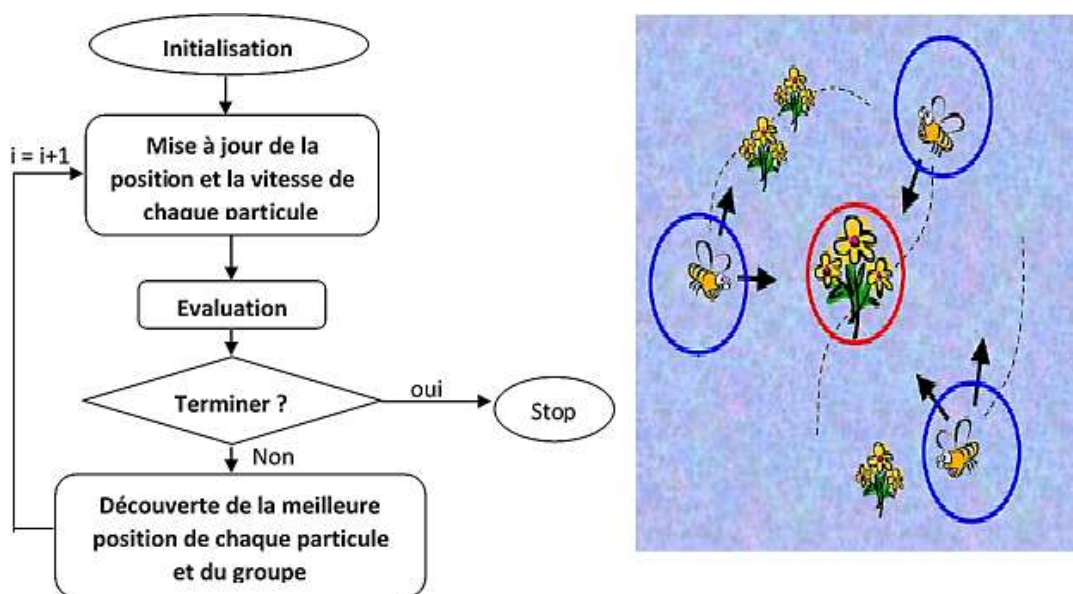 Initialisation
i = i+1
Mise à jour de la
position et la vitesse de
chaque particule
Evaluation
Terminer ?
oui
Stop
Non
Découverte de la meilleure
position de chaque particule
et du groupe